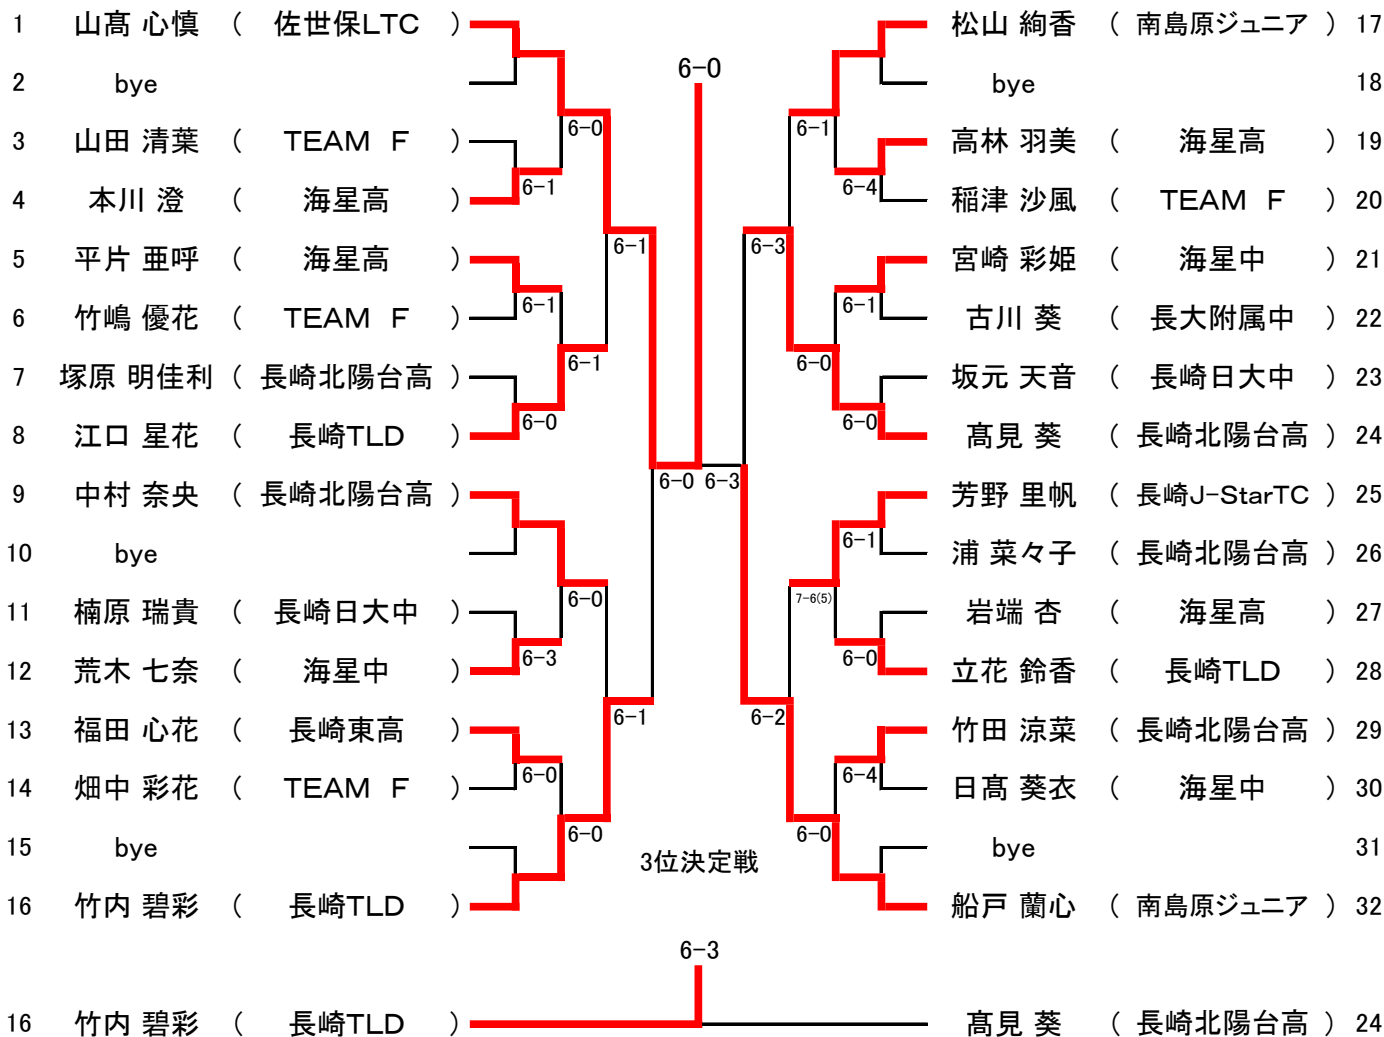 1 山髙 心慎 ( 佐世保LTC )
2 bye
6-0
3 山田 清葉 ( TEAM F )
6-1
4 本川 澄 ( 海星高 )
6-1
5 平片 亜呼 ( 海星高 )
6-1
6 竹嶋 優花 ( TEAM F )
6-1
7 塚原 明佳利 ( 長崎北陽台高 )
6-0
8 江口 星花 ( 長崎TLD )
6-0
9 中村 奈央 ( 長崎北陽台高 )
10 bye
6-0
11 楠原 瑞貴 ( 長崎日大中 )
6-3
12 荒木 七奈 ( 海星中 )
6-1
13 福田 心花 ( 長崎東高 )
6-0
14 畑中 彩花 ( TEAM F )
6-0
15 bye
16 竹内 碧彩 ( 長崎TLD )
6-0
松山 絢香 ( 南島原ジュニア ) 17
bye 18
6-1
高林 羽美 ( 海星高 ) 19
6-4
稲津 沙風 ( TEAM F ) 20
6-3
宮崎 彩姫 ( 海星中 ) 21
6-1
古川 葵 ( 長大附属中 ) 22
6-0
坂元 天音 ( 長崎日大中 ) 23
6-0
髙見 葵 ( 長崎北陽台高 ) 24
6-3
芳野 里帆 ( 長崎J-StarTC ) 25
6-1
浦 菜々子 ( 長崎北陽台高 ) 26
7-6(5)
岩端 杏 ( 海星高 ) 27
6-0
立花 鈴香 ( 長崎TLD ) 28
6-2
竹田 涼菜 ( 長崎北陽台高 ) 29
6-4
日髙 葵衣 ( 海星中 ) 30
6-0
bye 31
船戸 蘭心 ( 南島原ジュニア ) 32
3位決定戦
6-3
16 竹内 碧彩 ( 長崎TLD )
髙見 葵 ( 長崎北陽台高 ) 24